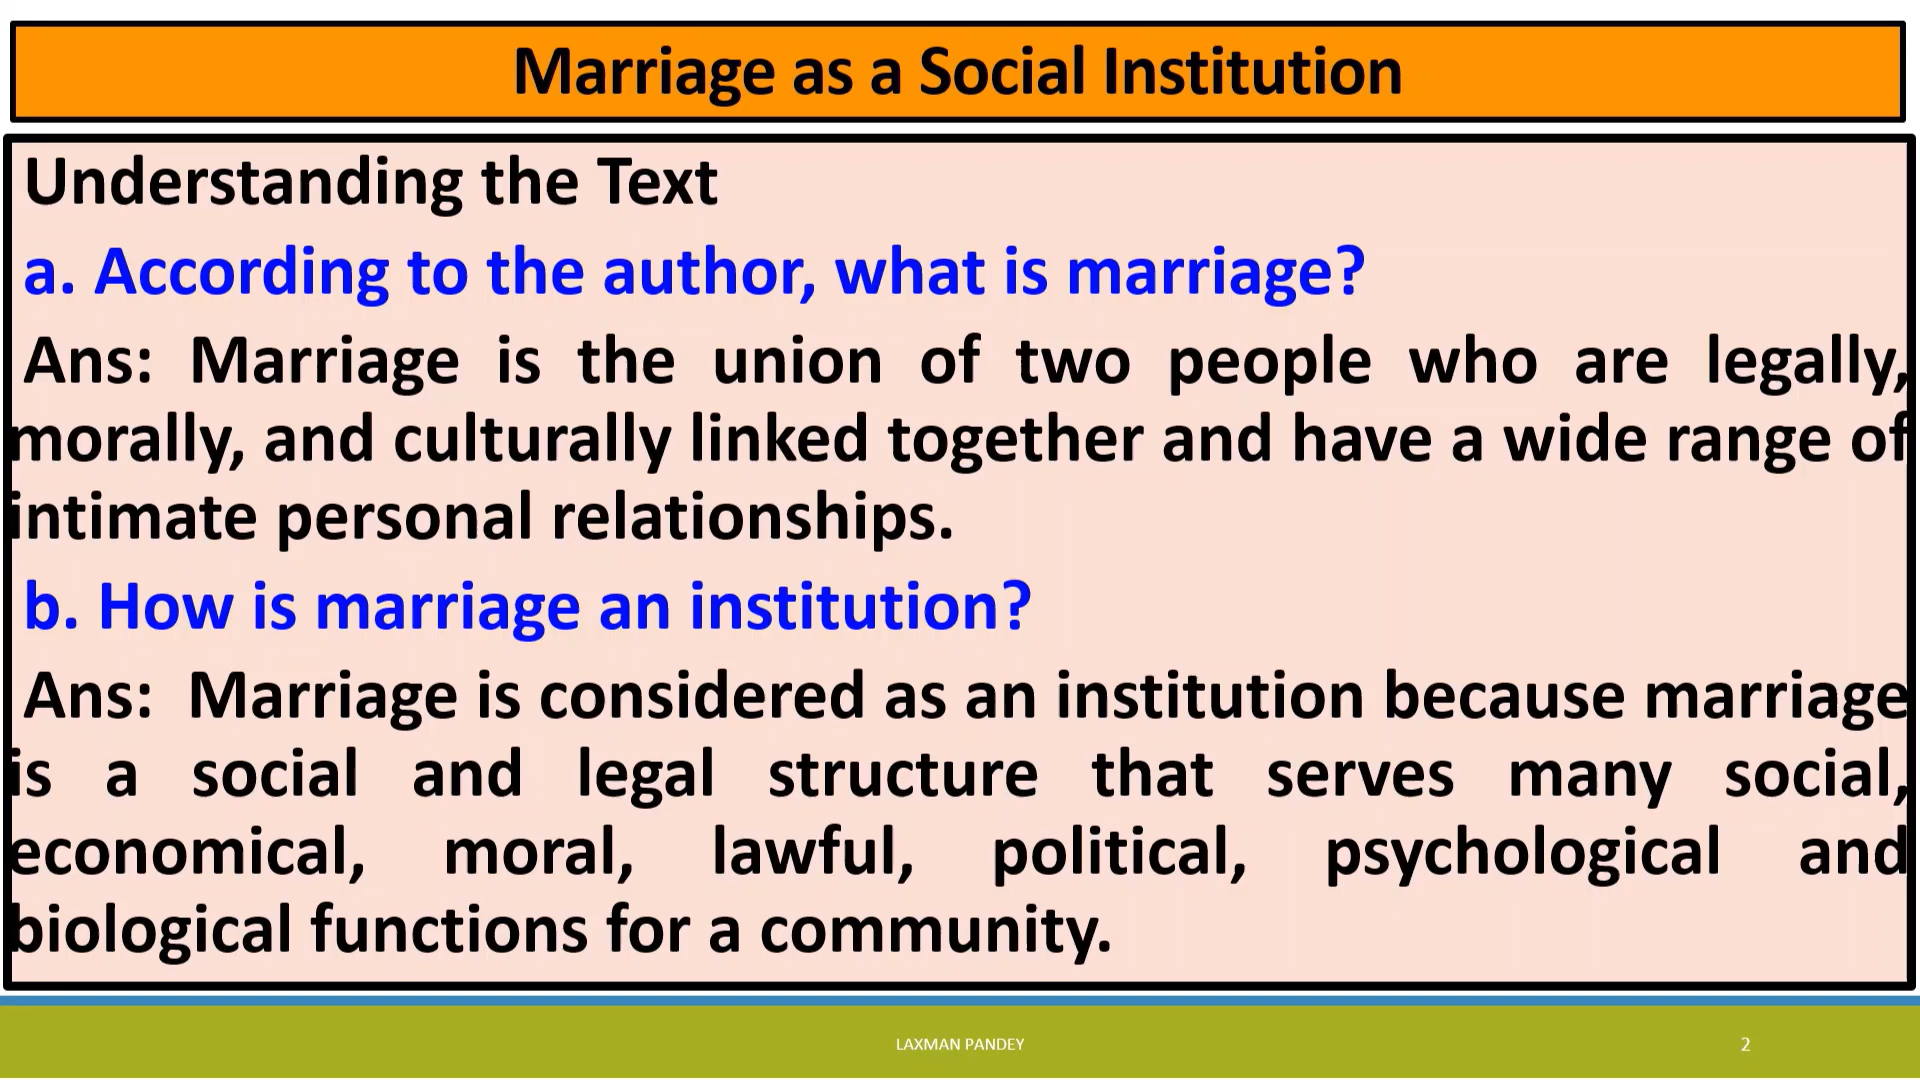 Marriage as a Social Institution
Understanding the Text
a. According to the author, what is marriage?
Ans: Marriage is the union of two people who are legally,
morally, and culturally linked together and have a wide range of
intimate personal relationships.
b. How is marriage an institution?
Ans: Marriage is considered as an institution because marriage
is a social and legal structure that serves many social,
economical, moral, lawful, political, psychological and
biological functions for a community.
LAXMAN PANDEY
2